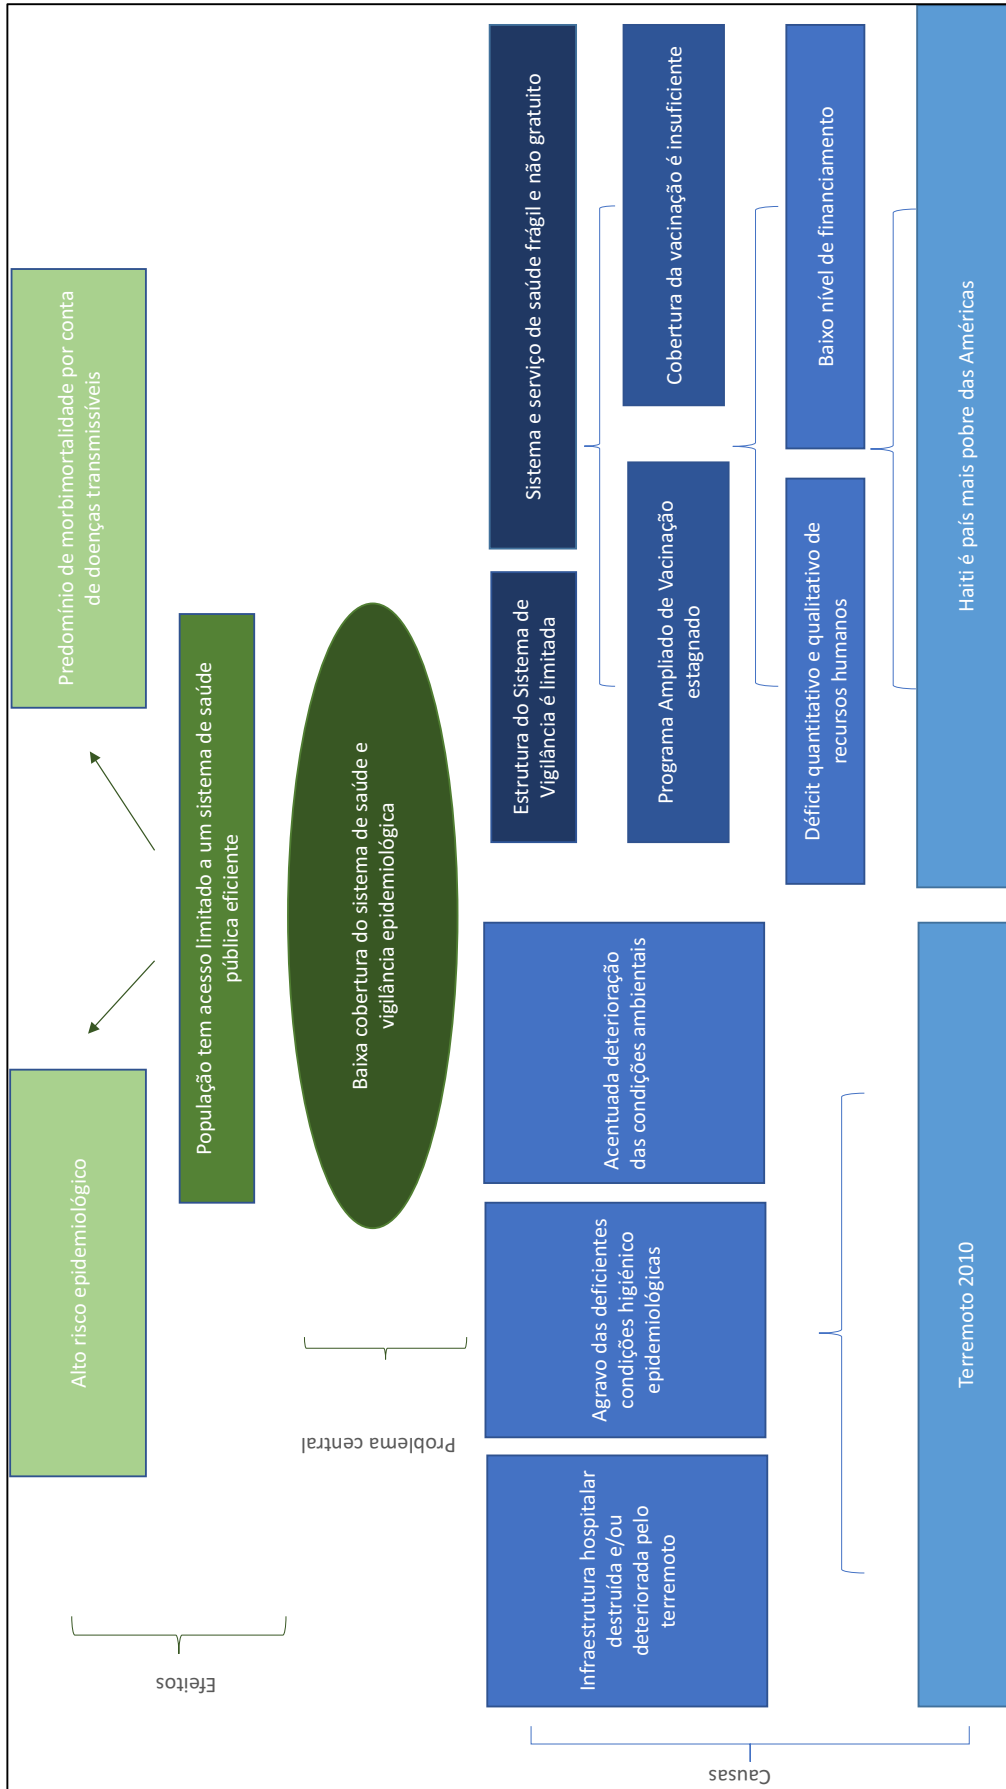 Alto risco epidemiológico
Predomínio de morbimortalidade por conta
de doenças transmissíveis
Efeitos
População tem acesso limitado a um sistema de saúde
pública eficiente
Problema central
Baixa cobertura do sistema de saúde e
vigilância epidemiológica
Causas
Infraestrutura hospitalar
destruída e/ou
deteriorada pelo
terremoto
Agravo das deficientes
condições higiénico
epidemiológicas
Acentuada deterioração
das condições ambientais
Estrutura do Sistema de
Vigilância é limitada
Sistema e serviço de saúde frágil e não gratuito
Programa Ampliado de Vacinação
estagnado
Cobertura da vacinação é insuficiente
Déficit quantitativo e qualitativo de
recursos humanos
Baixo nível de financiamento
Terremoto 2010
Haiti é país mais pobre das Américas